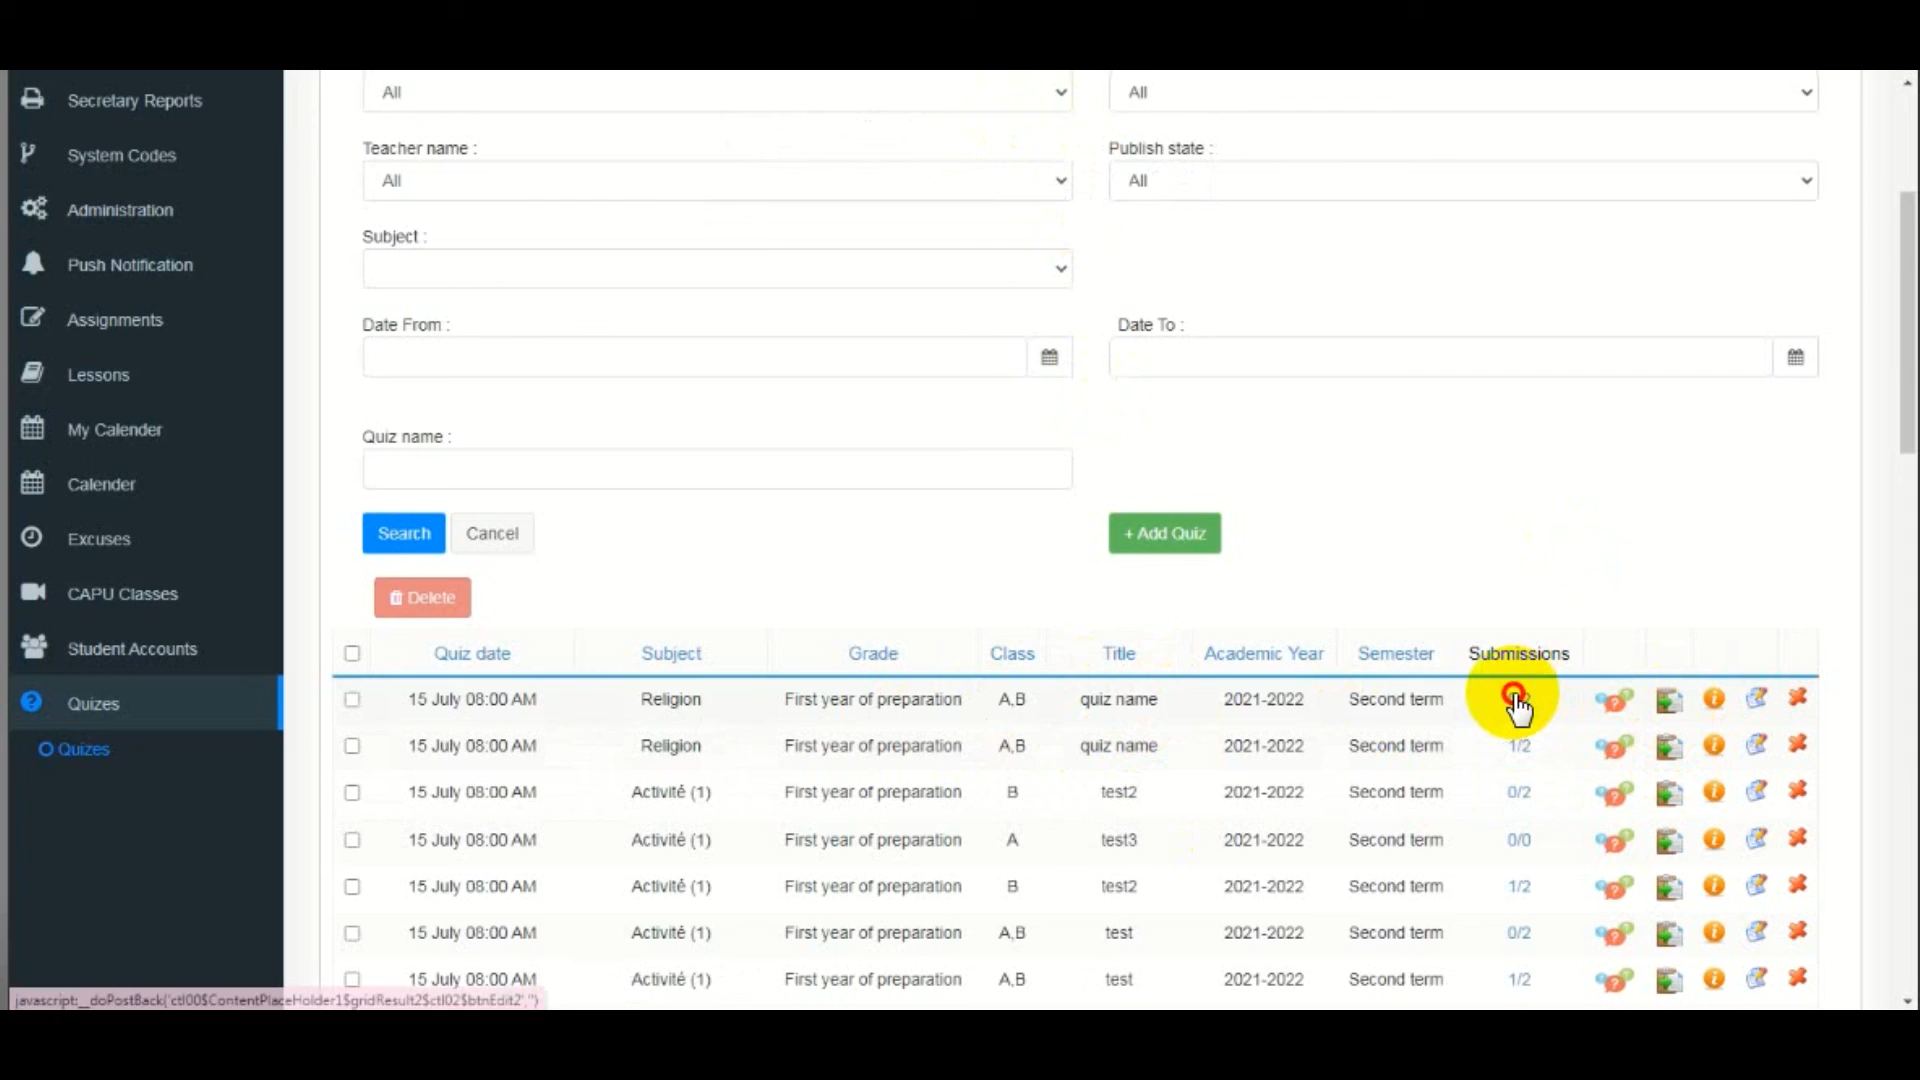 Secretary Reports
System Codes
Administration
Push Notification
Assignments
Lessons
My Calender
Calender
Excuses
CAPU Classes
Student Accounts
Quizes
Quizes
All All
Teacher name : Publish state :
All All
Subject :
Date From : Date To :
Quiz name :
Search Cancel + Add Quiz
Delete
Quiz date Subject Grade Class Title Academic Year Semester Submissions
15 July 08:00 AM Religion First year of preparation A,B quiz name 2021-2022 Second term
15 July 08:00 AM Religion First year of preparation A,B quiz name 2021-2022 Second term 1/2
15 July 08:00 AM Activité (1) First year of preparation B test2 2021-2022 Second term 0/2
15 July 08:00 AM Activité (1) First year of preparation A test3 2021-2022 Second term 0/0
15 July 08:00 AM Activité (1) First year of preparation B test2 2021-2022 Second term 1/2
15 July 08:00 AM Activité (1) First year of preparation A,B test 2021-2022 Second term 0/2
15 July 08:00 AM Activité (1) First year of preparation A,B test 2021-2022 Second term 1/2
javascript:__doPostBack('ctl00$ContentPlaceHolder1$gridResult2$ctl02$btnEdit2','')